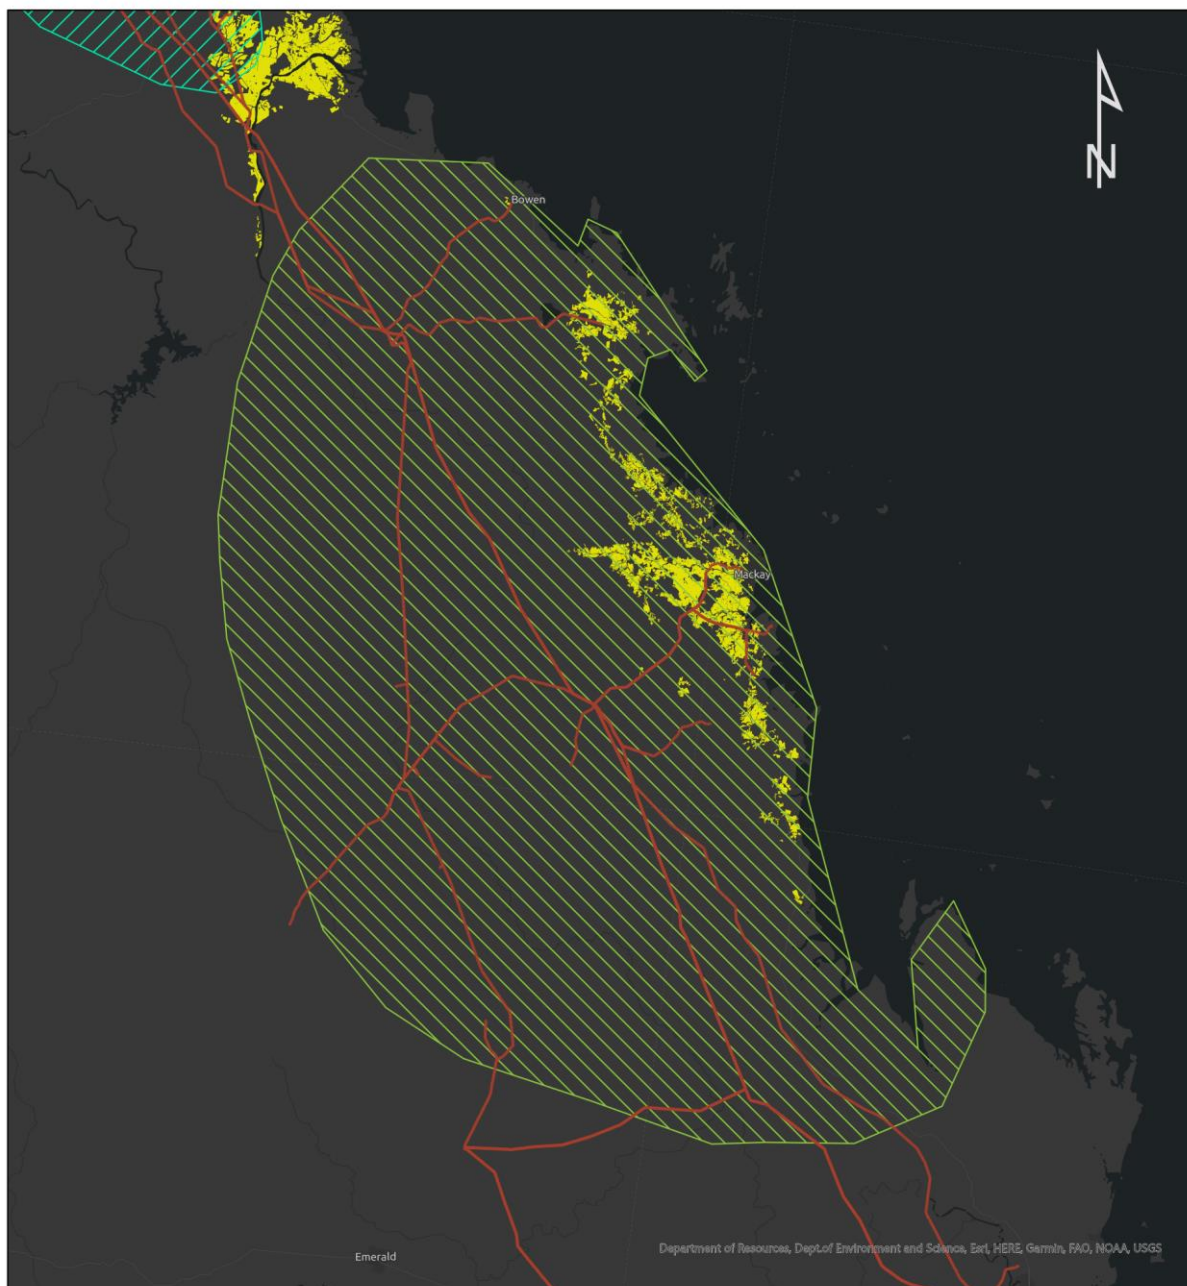 N
Bowen
Mackay
Emerald
Department of Resources, Dept.of Environment and Science, Esri, HERE, Garmin, FAO, NOAA, USGS